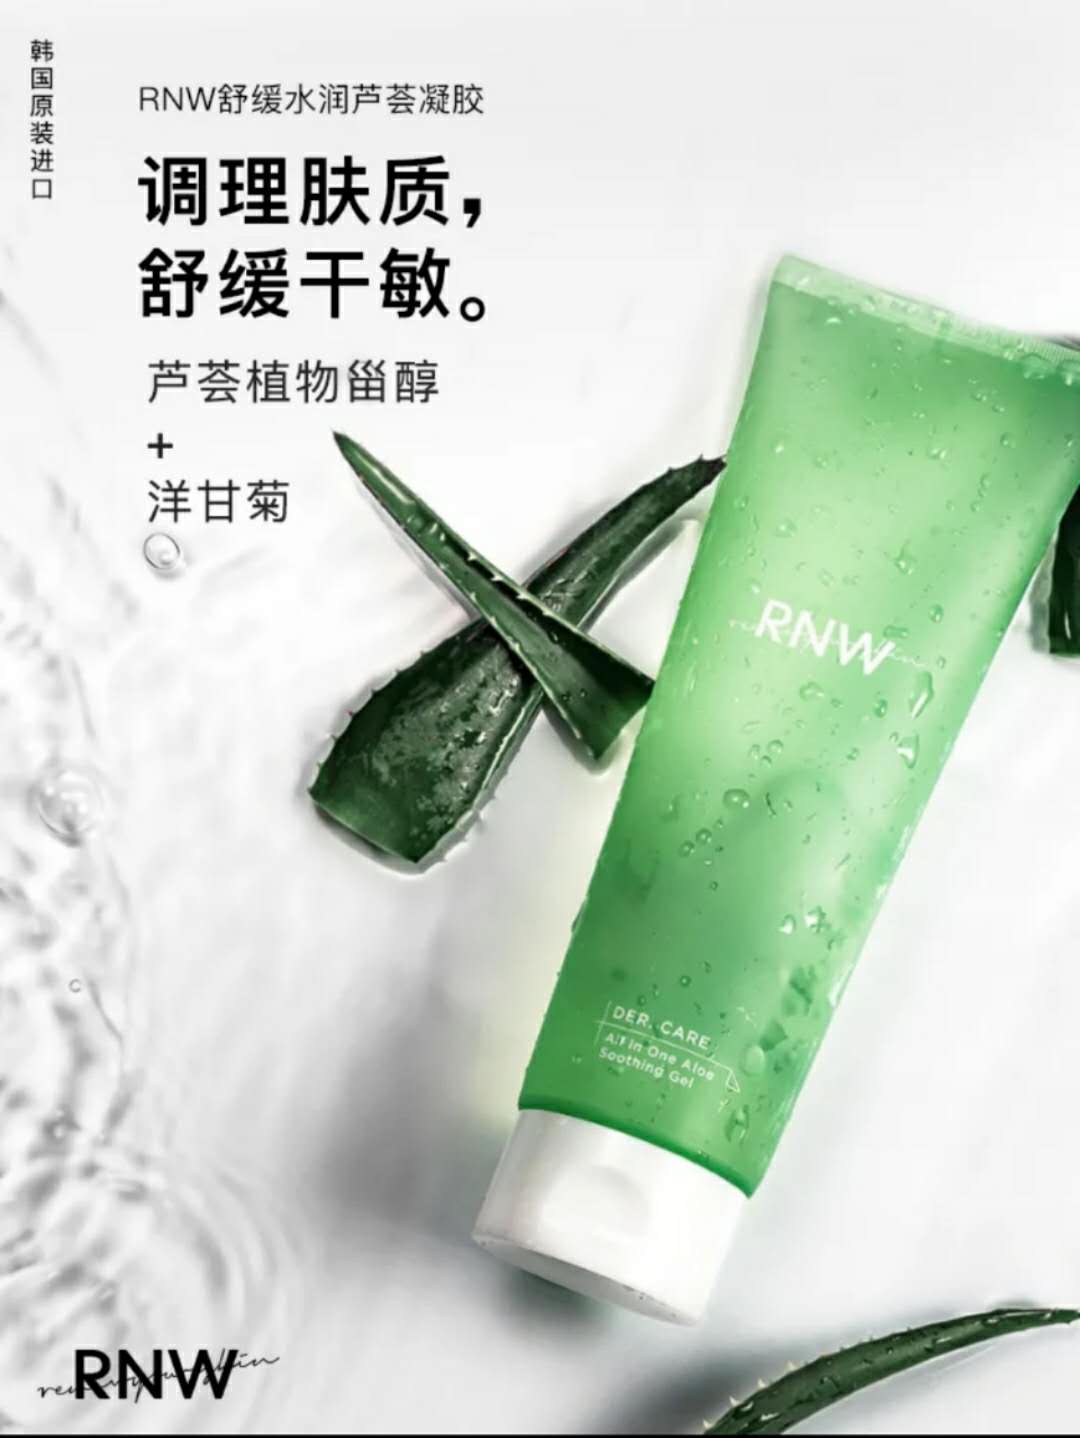 韩国原装进口
RNW舒缓水润芦荟凝胶
调理肤质，
舒缓干敏。
芦荟植物甾醇
+
洋甘菊
RNW
DER. CARE
All In One Aloe
Soothing Gel
RNW